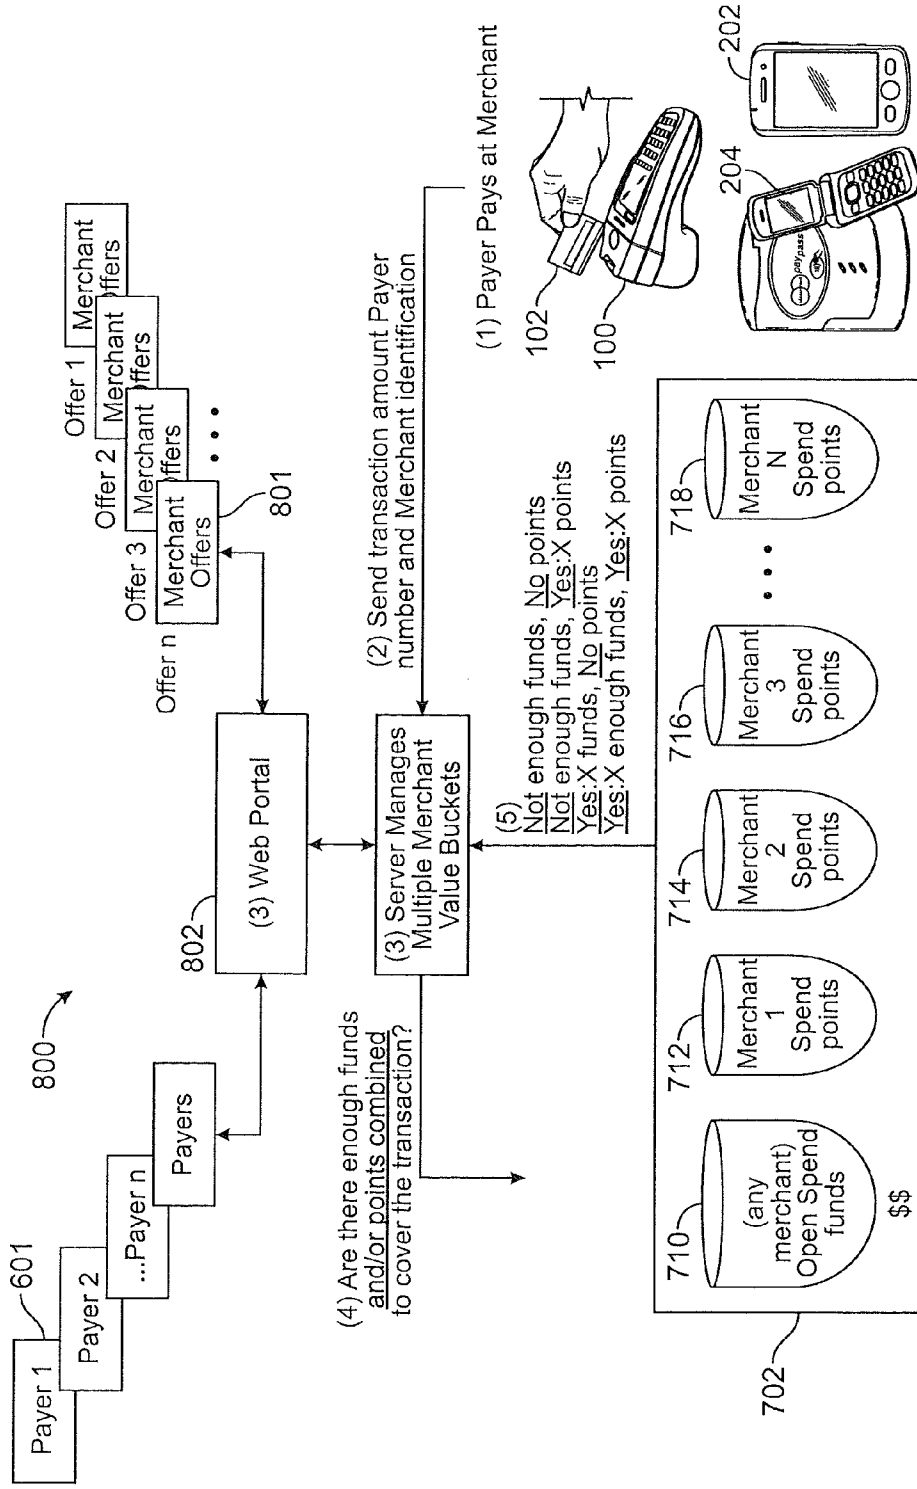 800
601
Payer 1
Payer 2
...Payer n
Payers
802
(3) Web Portal
Offer 1
Merchant
Offers
Offer 2
Merchant
Offers
Offer 3
Merchant
Offers
Offer n
Merchant
Offers
801
(4) Are there enough funds
and/or points combined
to cover the transaction?
(3) Server Manages
Multiple Merchant
Value Buckets
(2) Send transaction amount Payer
number and Merchant identification
(1) Payer Pays at Merchant
102
100
204
202
pay pass
(5)
Not enough funds, No points
Not enough funds, Yes:X points
Yes:X funds, No points
Yes:X enough funds, Yes:X points
702
710
(any
merchant)
Open Spend
funds
$$
712
Merchant
1
Spend
points
714
Merchant
2
Spend
points
716
Merchant
3
Spend
points
718
Merchant
N
Spend
points